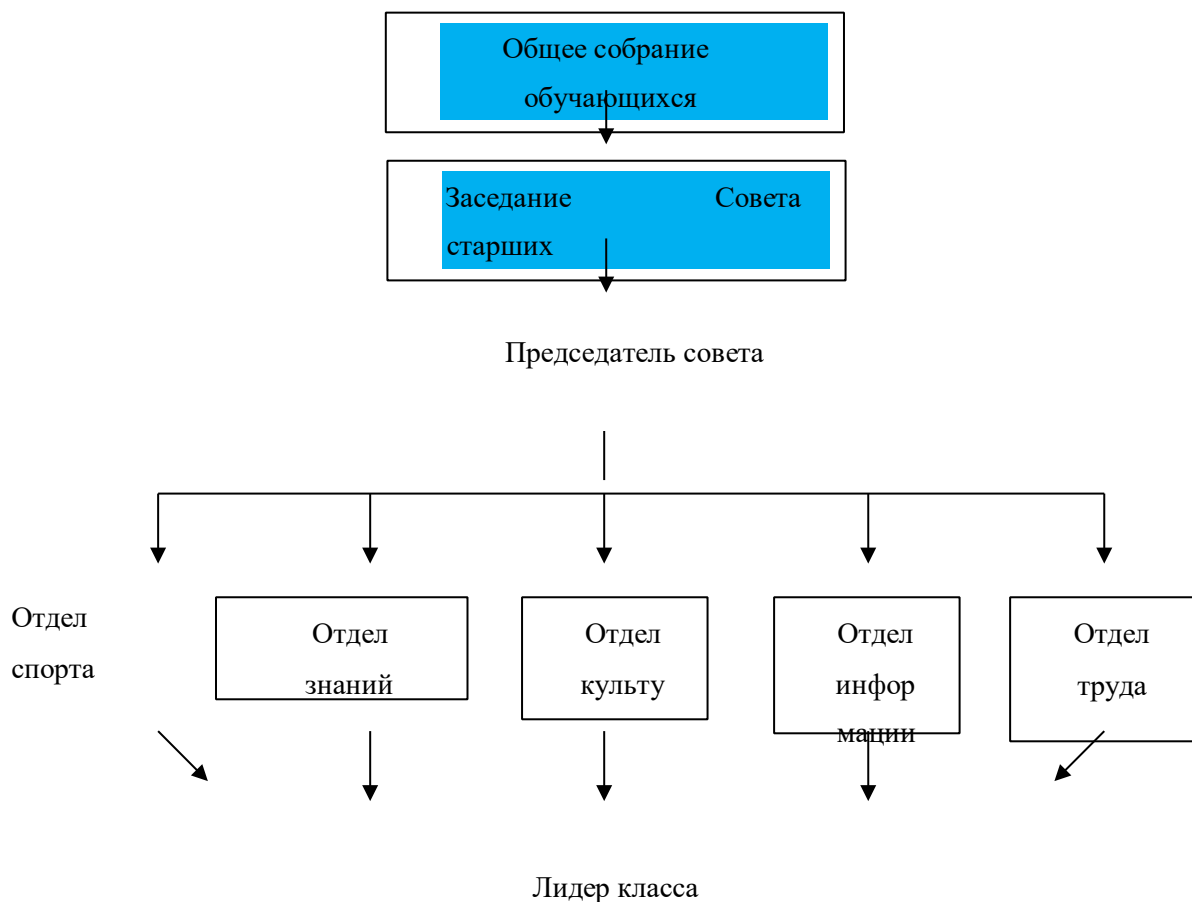 Общее собрание
обучающихся
Заседание Совета
старших
Председатель совета
Отдел
спорта
Отдел
знаний
Отдел
культу
Отдел
инфор
мации
Отдел
труда
Лидер класса